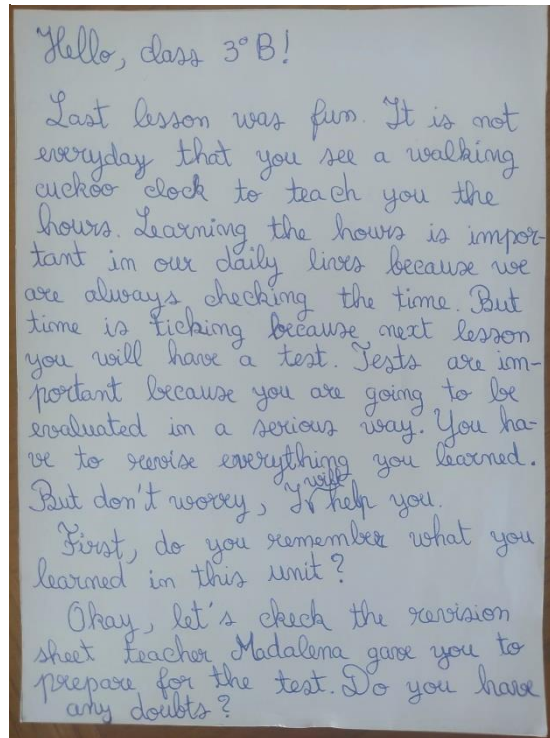 Hello, class 3° B!
Last lesson was fun. It is not
everyday that you see a walking
cuckoo clock to teach you the
hours. Learning the hours is impor-
tant in our daily lives because we
are always checking the time. But
time is ticking because next lesson
you will have a test. Tests are im-
portant because you are going to be
evaluated in a serious way. You ha-
ve to revise everything you learned.
But don't worry, I will help you.
First, do you remember what you
learned in this unit?
Okay, let's ckeck the revision
sheet teacher Madalena gave you to
prepare for the test. Do you have
any doubts?